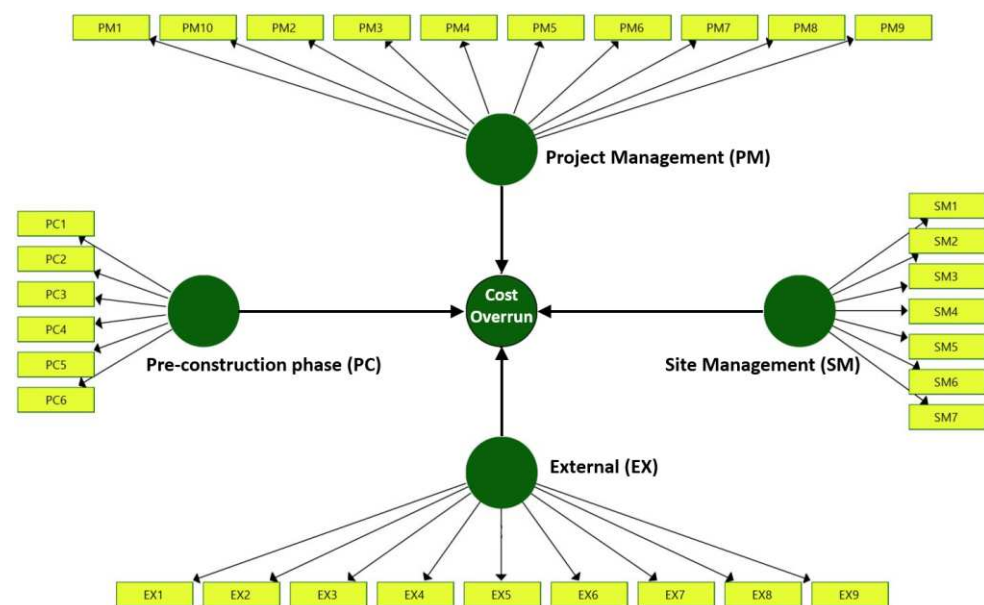 PM1 PM10 PM2 PM3 PM4 PM5 PM6 PM7 PM8 PM9
Project Management (PM)
PC1
PC2
PC3
PC4
PC5
PC6
Pre-construction phase (PC)
Cost
Overrun
SM1
SM2
SM3
SM4
SM5
SM6
SM7
Site Management (SM)
External (EX)
EX1 EX2 EX3 EX4 EX5 EX6 EX7 EX8 EX9